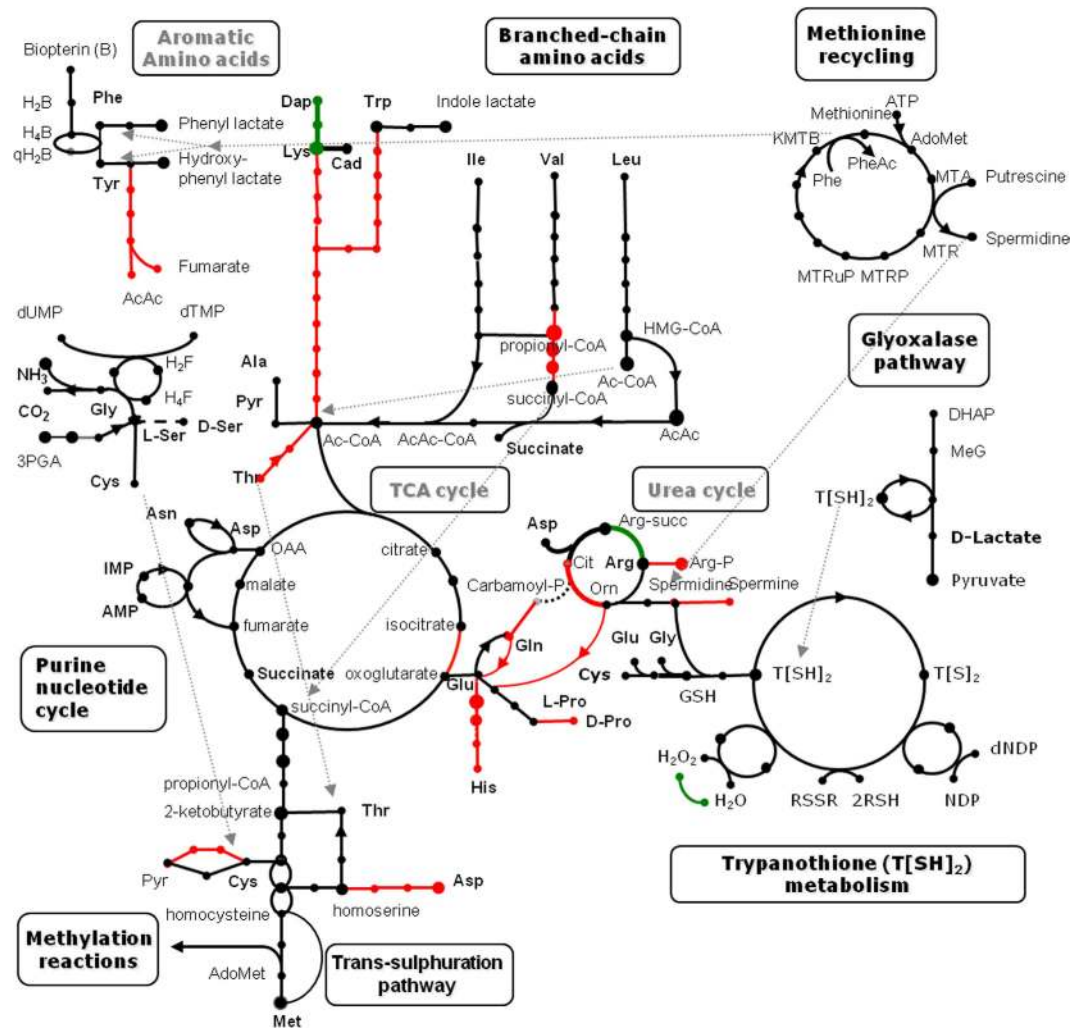 Aromatic
Amino acids
Branched-chain
amino acids
Methionine
recycling
Biopterin (B)
H2B
H4B
qH2B
Phe
Phenyl lactate
Hydroxy-
phenyl lactate
Tyr
Fumarate
AcAc
Dap
Lys
Cad
Trp
Indole lactate
Ile
Val
Leu
HMG-CoA
propionyl-CoA
Ac-CoA
succinyl-CoA
AcAc
Succinate
AcAc-CoA
Ac-CoA
ATP
Methionine
AdoMet
KMTB
PheAc
Phe
MTA
Putrescine
Spermidine
MTR
MTRuP
MTRP
dUMP
dTMP
H2F
H4F
NH3
Gly
CO2
L-Ser
D-Ser
3PGA
Cys
Ala
Pyr
Thr
Glyoxalase
pathway
DHAP
MeG
T[SH]2
D-Lactate
Pyruvate
TCA cycle
Urea cycle
Asn
Asp
OAA
IMP
AMP
malate
fumarate
Succinate
succinyl-CoA
citrate
isocitrate
oxoglutarate
Purine
nucleotide
cycle
Asp
Arg-succ
Cit
Arg
Arg-P
Carbamoyl-P
Orn
Spermidine
Spermine
Gln
Glu
Glu
Gly
Cys
GSH
L-Pro
D-Pro
His
T[SH]2
T[S]2
H2O2
H2O
RSSR
2RSH
NDP
dNDP
Trypanothione (T[SH]2)
metabolism
propionyl-CoA
2-ketobutyrate
Thr
Pyr
Cys
Asp
homoserine
homocysteine
Methylation
reactions
AdoMet
Met
Trans-sulphuration
pathway